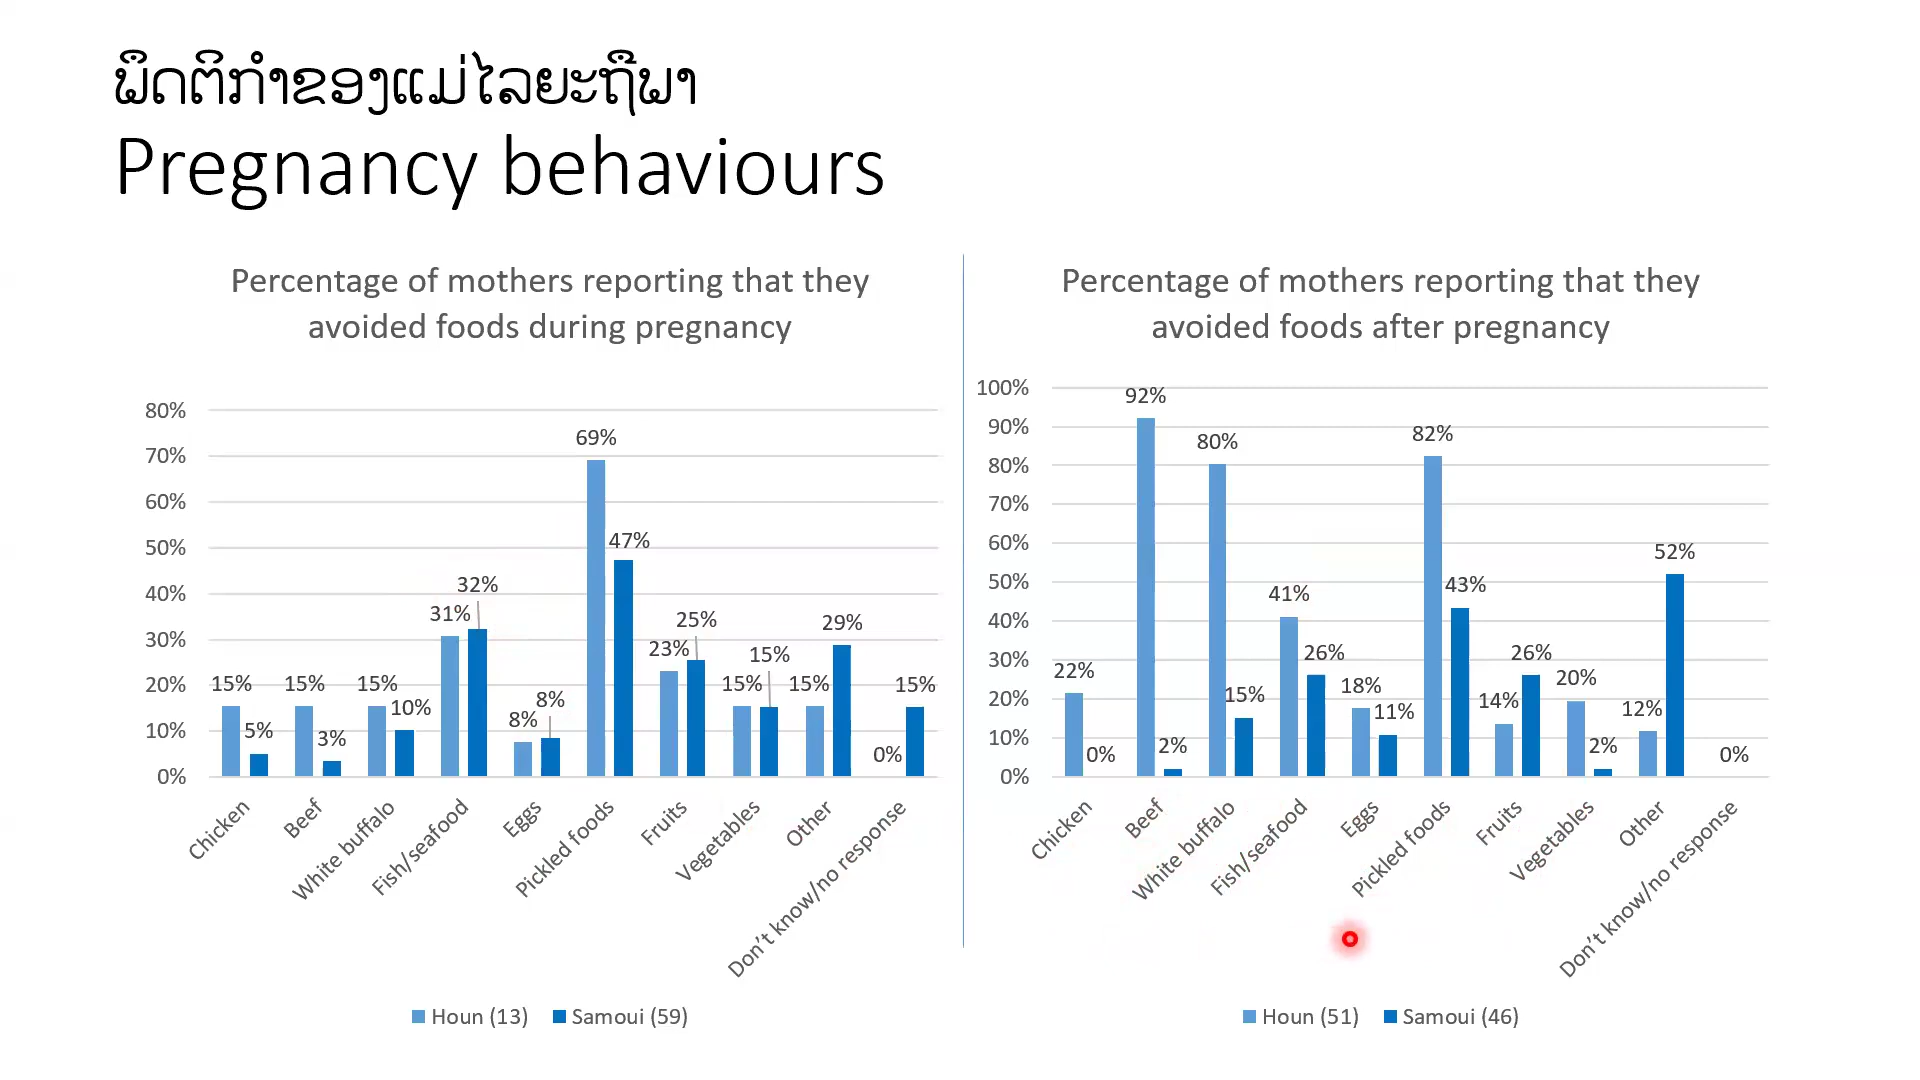 ພຶດຕິກຳຂອງແມ່ໄລຍະຖືພາ
Pregnancy behaviours
Percentage of mothers reporting that they
avoided foods during pregnancy
80%
70%
60%
50%
40%
30%
20%
10%
0%
15%
5%
15%
3%
15%
10%
31%
32%
8%
8%
69%
47%
23%
25%
15%
15%
15%
29%
0%
15%
Chicken
Beef
White buffalo
Fish/seafood
Eggs
Pickled foods
Fruits
Vegetables
Other
Don't know/no response
Houn (13)
Samoui (59)
Percentage of mothers reporting that they
avoided foods after pregnancy
100%
90%
80%
70%
60%
50%
40%
30%
20%
10%
0%
22%
0%
92%
2%
80%
15%
41%
26%
18%
11%
82%
43%
14%
26%
20%
2%
12%
52%
0%
Chicken
Beef
White buffalo
Fish/seafood
Eggs
Pickled foods
Fruits
Vegetables
Other
Don't know/no response
Houn (51)
Samoui (46)